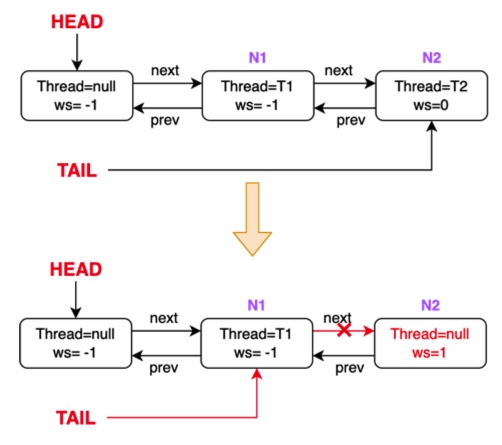 HEAD
N1
N2
next
next
Thread=null
ws= -1
Thread=T1
ws= -1
Thread=T2
ws=0
prev
prev
TAIL
HEAD
N1
N2
next
next
Thread=null
ws= -1
Thread=T1
ws= -1
Thread=null
ws=1
prev
prev
TAIL